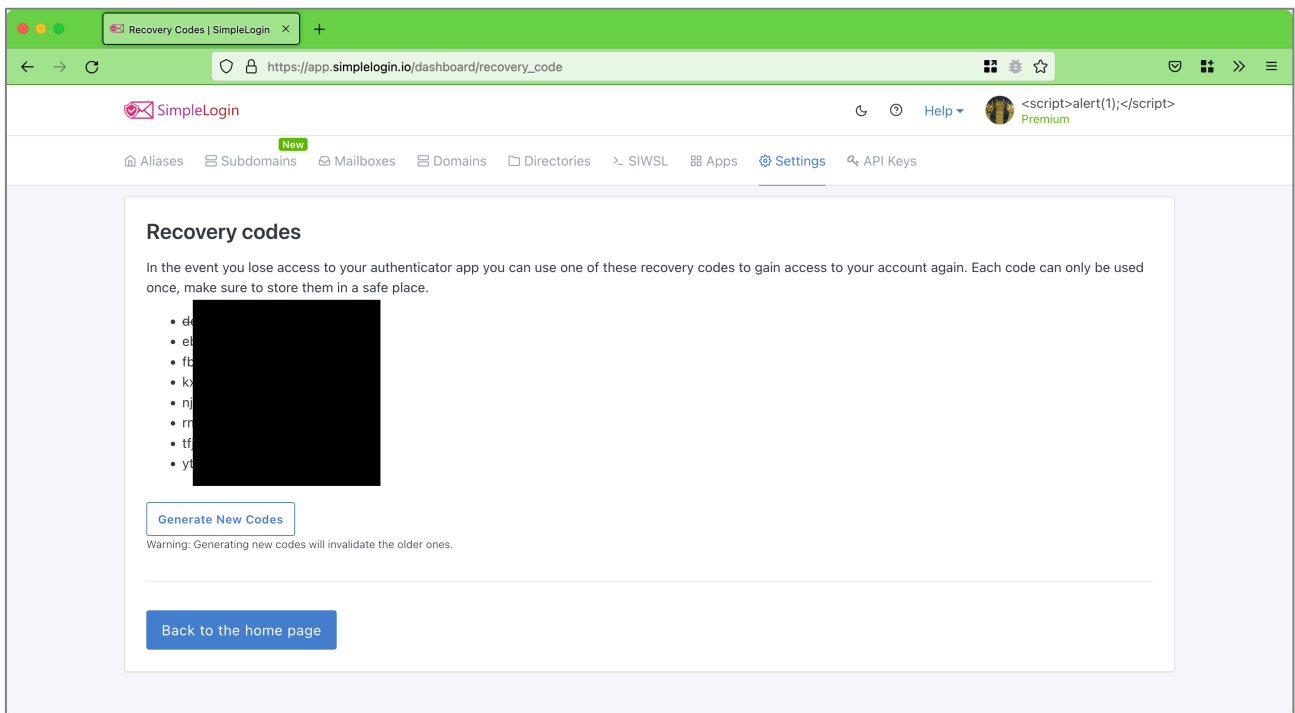 Recovery Codes | SimpleLogin
https://app.simplelogin.io/dashboard/recovery_code
SimpleLogin
Help
<script>alert(1);</script>
Premium
New
Aliases Subdomains Mailboxes Domains Directories SIWSL Apps Settings API Keys
Recovery codes
In the event you lose access to your authenticator app you can use one of these recovery codes to gain access to your account again. Each code can only be used
once, make sure to store them in a safe place.
Generate New Codes
Warning: Generating new codes will invalidate the older ones.
Back to the home page